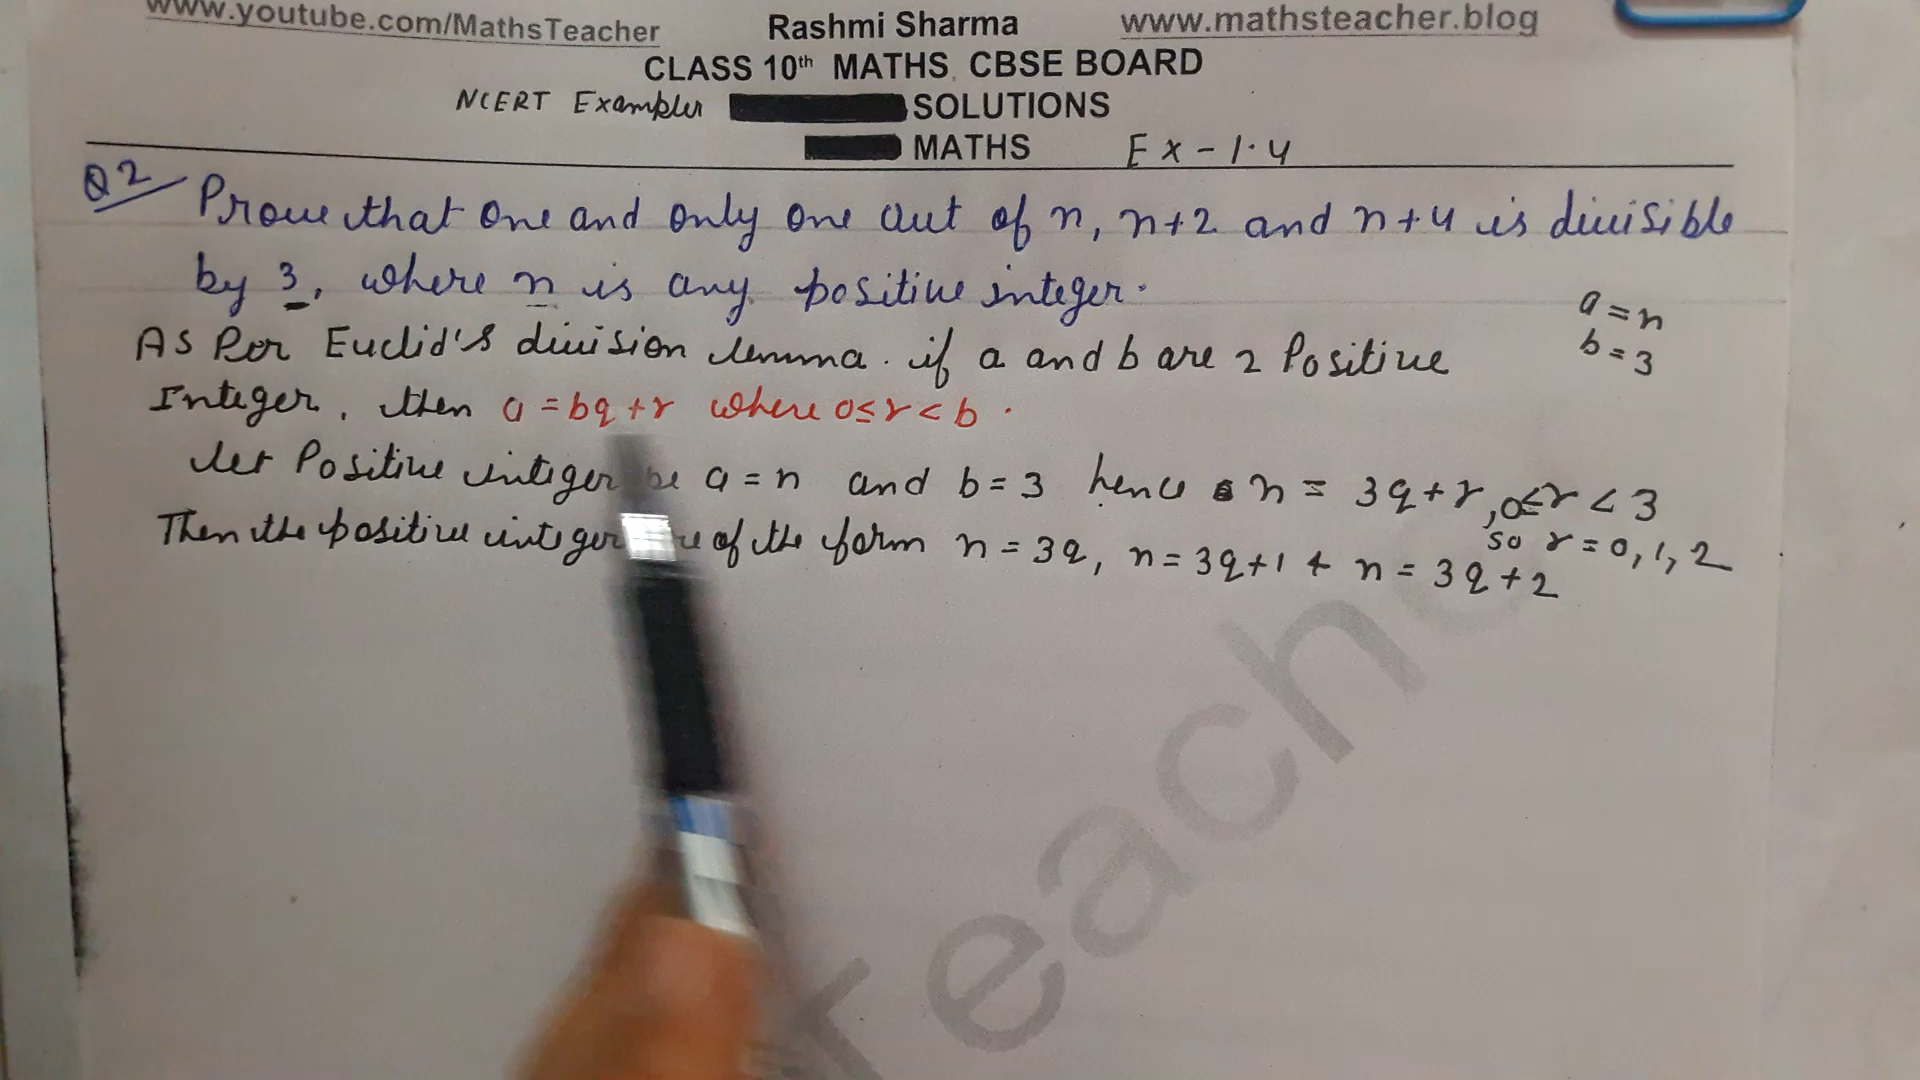 www.youtube.com/MathsTeacher Rashmi Sharma www.mathsteacher.blog
CLASS 10th MATHS CBSE BOARD
NCERT Exampler SOLUTIONS
MATHS Ex-1.4
Q2 Prove that one and only one out of n, n+2 and n+4 is divisible
by 3, where n is any positive integer.
a = n
b = 3
As Per Euclid's division lemma. if a and b are 2 Positive
Integer, then a = bq + r where 0 ≤ r < b.
let Positive integer be a = n and b = 3 hence n = 3q + r, 0 ≤ r < 3
so r = 0, 1, 2
Then the positive integer of the form n = 3q, n = 3q+1 + n = 3q+2
Teach